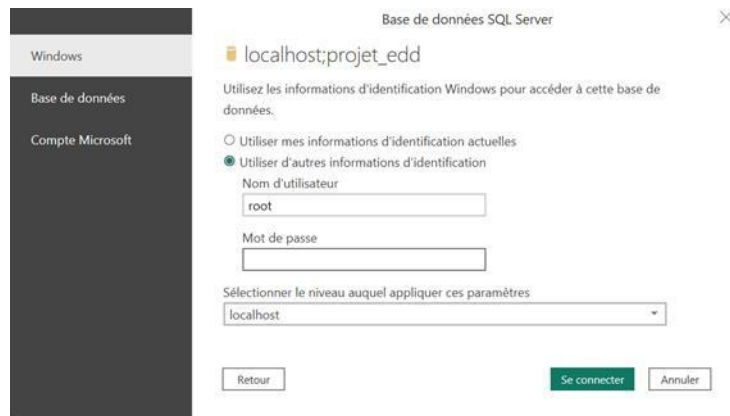 Base de données SQL Server
Windows
Base de données
Compte Microsoft
localhost;projet_edd
Utilisez les informations d'identification Windows pour accéder à cette base de
données.
Utiliser mes informations d'identification actuelles
Utiliser d'autres informations d'identification
Nom d'utilisateur
root
Mot de passe
Sélectionner le niveau auquel appliquer ces paramètres
localhost
Retour
Se connecter
Annuler